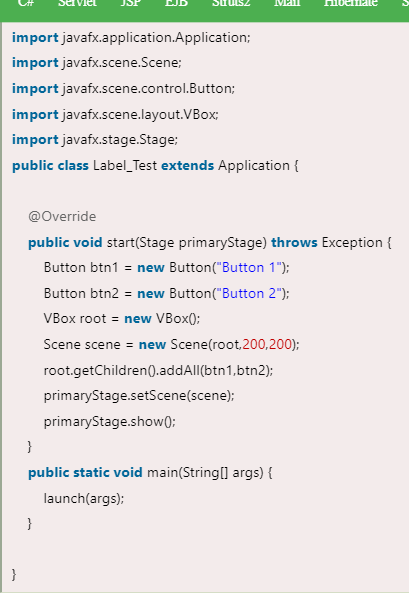 C# Servlet JSP EJB Struts2 Mail Hibernate
import javafx.application.Application;
import javafx.scene.Scene;
import javafx.scene.control.Button;
import javafx.scene.layout.VBox;
import javafx.stage.Stage;
public class Label_Test extends Application {
@Override
public void start(Stage primaryStage) throws Exception {
Button btn1 = new Button("Button 1");
Button btn2 = new Button("Button 2");
VBox root = new VBox();
Scene scene = new Scene(root,200,200);
root.getChildren().addAll(btn1,btn2);
primaryStage.setScene(scene);
primaryStage.show();
}
public static void main(String[] args) {
launch(args);
}
}